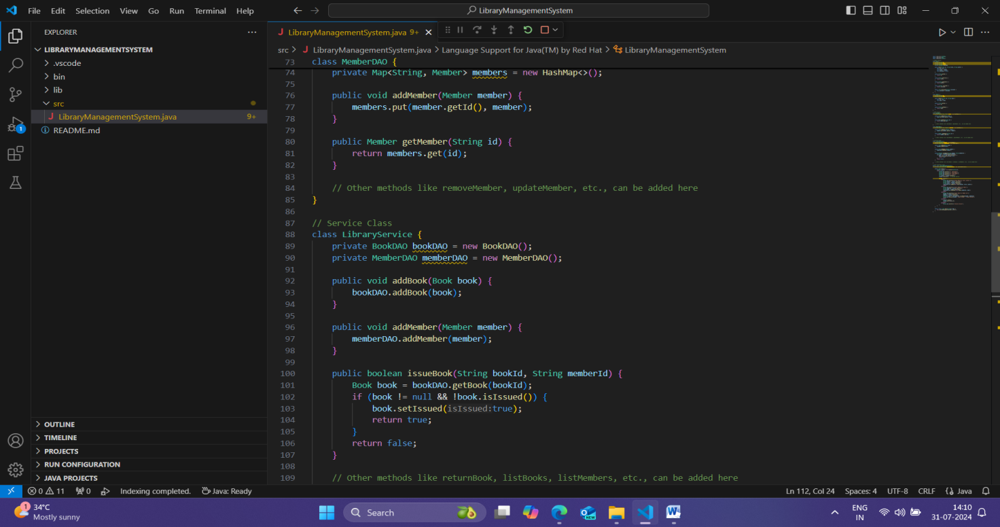 File Edit Selection View Go Run Terminal Help
LibraryManagementSystem
EXPLORER
LIBRARYMANAGEMENTSYSTEM
.vscode
bin
lib
src
J LibraryManagementSystem.java 9+
README.md
OUTLINE
TIMELINE
PROJECTS
RUN CONFIGURATION
JAVA PROJECTS
J LibraryManagementSystem.java 9+
src > J LibraryManagementSystem.java > Language Support for Java(TM) by Red Hat > LibraryManagementSystem
73 class MemberDAO {
74 private Map<String, Member> members = new HashMap<>();
75
76 public void addMember(Member member) {
77 members.put(member.getId(), member);
78 }
79
80 public Member getMember(String id) {
81 return members.get(id);
82 }
83
84 // Other methods like removeMember, updateMember, etc., can be added here
85 }
86
87 // Service Class
88 class LibraryService {
89 private BookDAO bookDAO = new BookDAO();
90 private MemberDAO memberDAO = new MemberDAO();
91
92 public void addBook(Book book) {
93 bookDAO.addBook(book);
94 }
95
96 public void addMember(Member member) {
97 memberDAO.addMember(member);
98 }
99
100 public boolean issueBook(String bookId, String memberId) {
101 Book book = bookDAO.getBook(bookId);
102 if (book != null && !book.isIssued()) {
103 book.setIssued(isIssued:true);
104 return true;
105 }
106 return false;
107 }
108
109 // Other methods like returnBook, listBooks, listMembers, etc., can be added here
1
0 11 0 Indexing completed. Java: Ready
Ln 112, Col 24 Spaces: 4 UTF-8 CRLF {} Java
1
34°C
Mostly sunny
Search
NEW
ENG
IN
14:10
31-07-2024